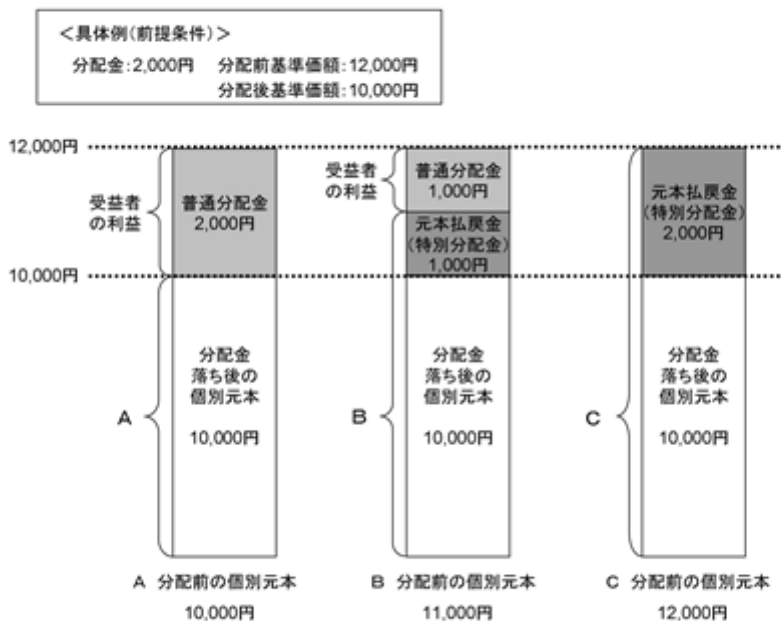 ＜具体例(前提条件)＞
分配金:2,000円　分配前基準価額:12,000円
分配後基準価額:10,000円
12,000円
10,000円
受益者
の利益
普通分配金
2,000円
A
分配金
落ち後の
個別元本
10,000円
A 分配前の個別元本
10,000円
受益者
の利益
普通分配金
1,000円
元本払戻金
(特別分配金)
1,000円
B
分配金
落ち後の
個別元本
10,000円
B 分配前の個別元本
11,000円
元本払戻金
(特別分配金)
2,000円
C
分配金
落ち後の
個別元本
10,000円
C 分配前の個別元本
12,000円